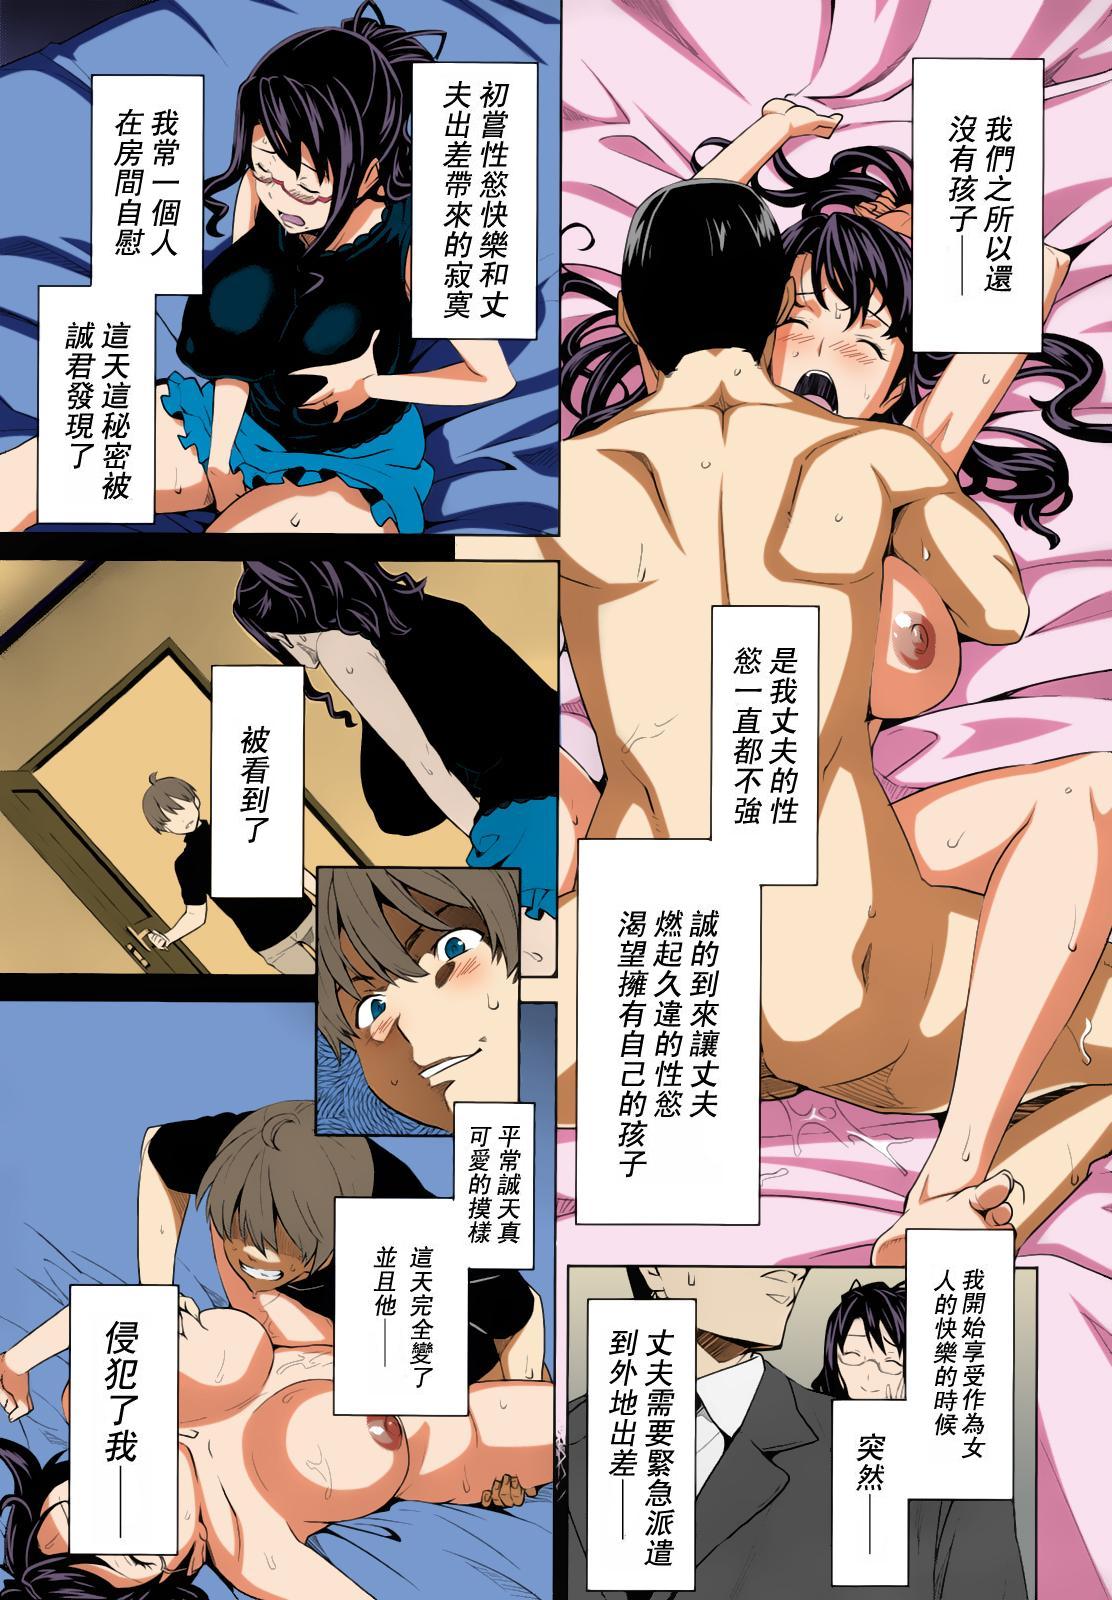 我們之所以還
沒有孩子——
是我丈夫的性
慾一直都不強
誠的到來讓丈夫
燃起久違的性慾
渴望擁有自己的孩子
我開始享受作為女
人的快樂的時候
突然——
丈夫需要緊急派遣
到外地出差——
初嘗性慾快樂和丈
夫出差帶來的寂寞
我常一個人
在房間自慰
這天這秘密被
誠君發現了
被看到了
平常誠天真
可愛的摸樣
這天完全變了
並且他——
侵犯了我——